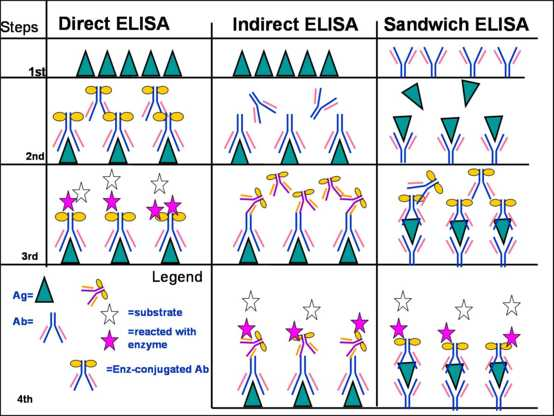 Steps
Direct ELISA
Indirect ELISA
Sandwich ELISA
1st
2nd
3rd
Legend
Ag=
Ab=
=substrate
=reacted with
enzyme
=Enz-conjugated Ab
4th